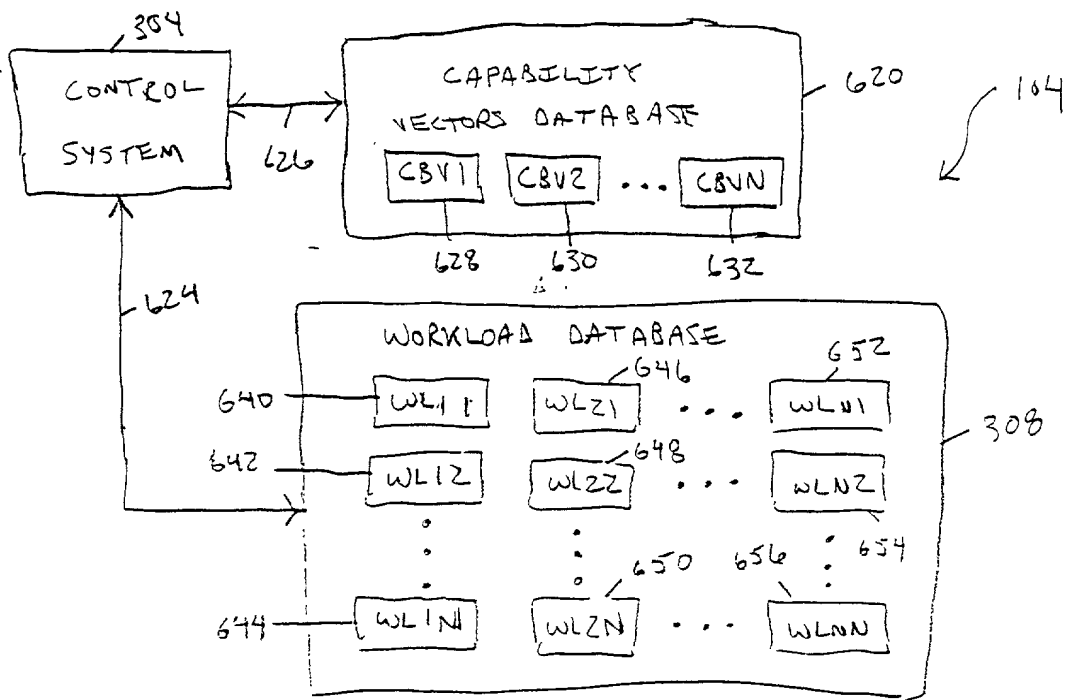 304
CONTROL
SYSTEM
626
CAPABILITY
VECTORS DATABASE
CBV1 CBV2 ... CBVN
628 630 632
620
104
624
WORKLOAD DATABASE
640 WL11 646 WL21 ... 652 WLN1
308
642 WL12 648 WL22 ... WLN2
654
644 WL1N 650 WL2N ... 656 WLNN